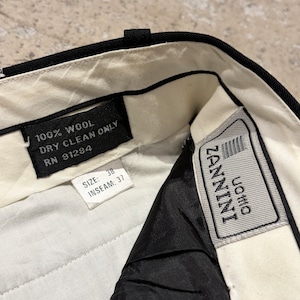 100% WOOL
DRY CLEAN ONLY
RN 91284
SIZE: 38
INSEAM: 37
uomo
ZANNINI